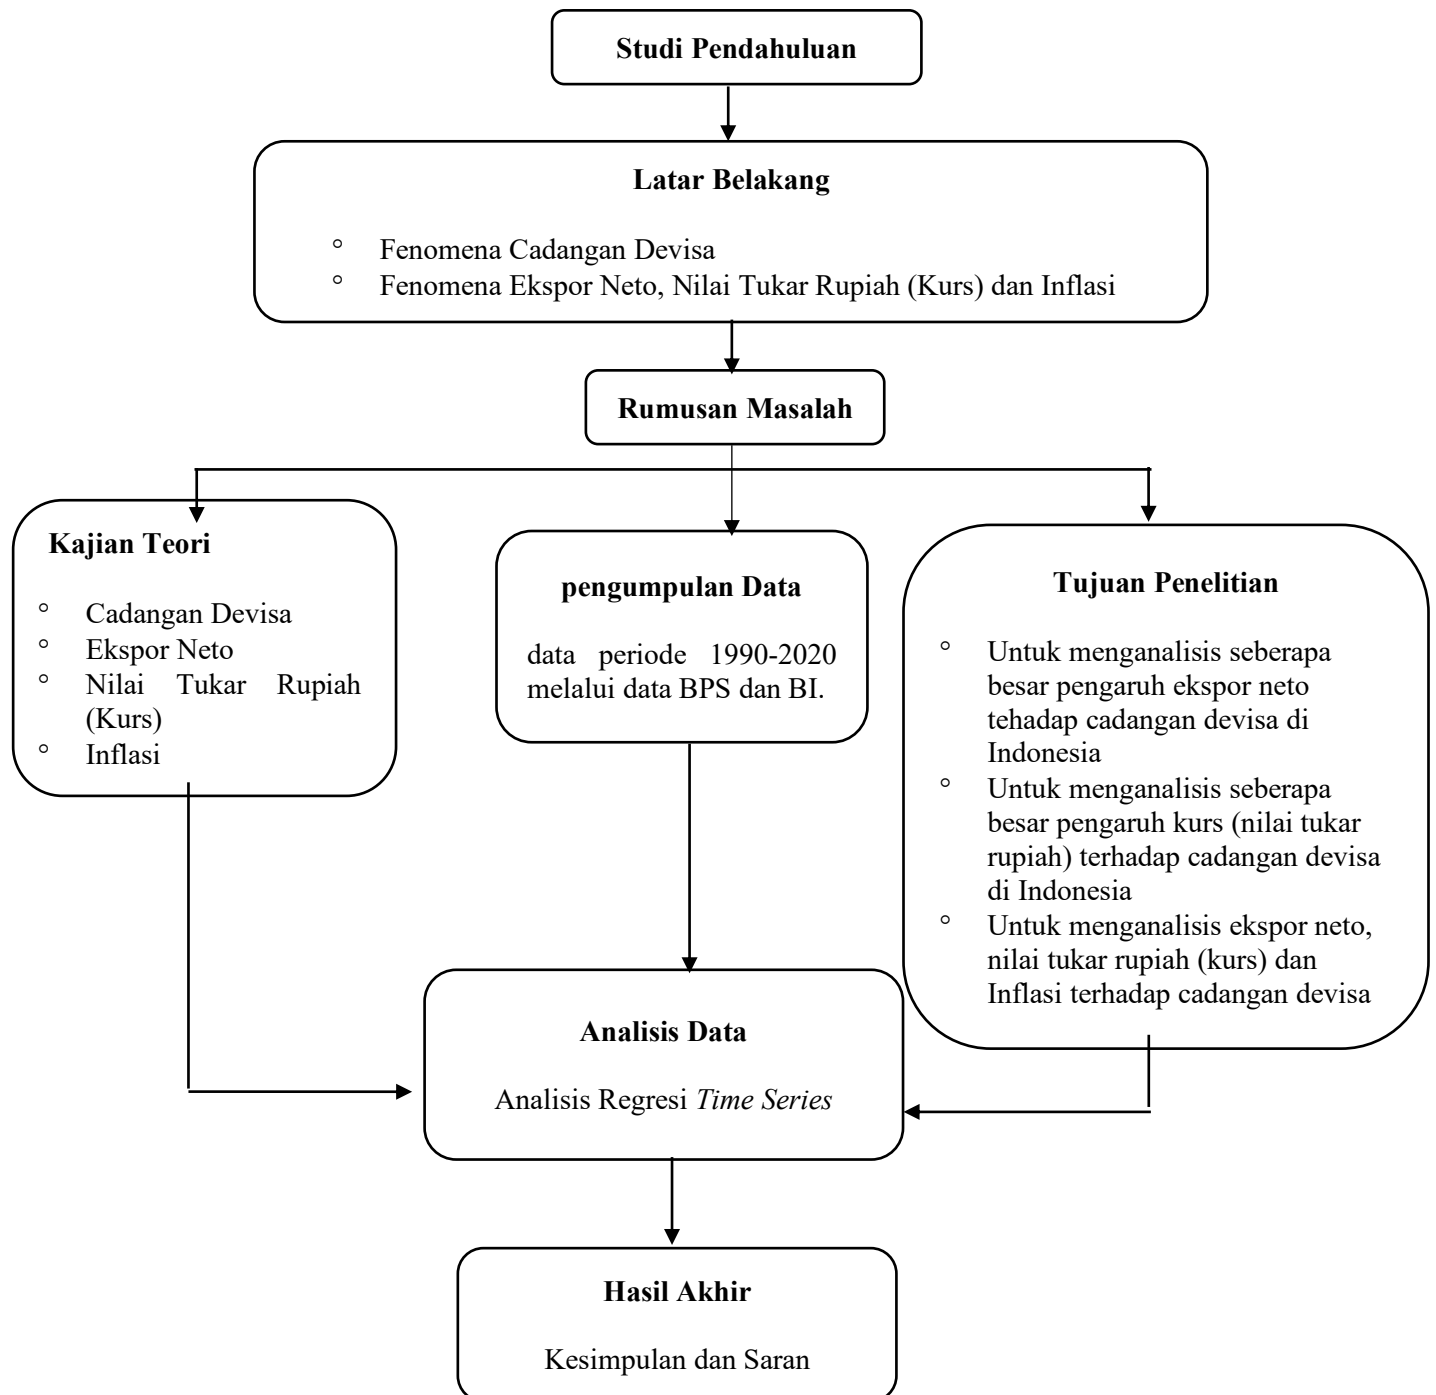 Studi Pendahuluan
Latar Belakang
° Fenomena Cadangan Devisa
° Fenomena Ekspor Neto, Nilai Tukar Rupiah (Kurs) dan Inflasi
Rumusan Masalah
Kajian Teori
° Cadangan Devisa
° Ekspor Neto
° Nilai Tukar Rupiah
(Kurs)
° Inflasi
pengumpulan Data
data periode 1990-2020
melalui data BPS dan BI.
Tujuan Penelitian
° Untuk menganalisis seberapa
besar pengaruh ekspor neto
tehadap cadangan devisa di
Indonesia
° Untuk menganalisis seberapa
besar pengaruh kurs (nilai tukar
rupiah) terhadap cadangan devisa
di Indonesia
° Untuk menganalisis ekspor neto,
nilai tukar rupiah (kurs) dan
Inflasi terhadap cadangan devisa
Analisis Data
Analisis Regresi Time Series
Hasil Akhir
Kesimpulan dan Saran